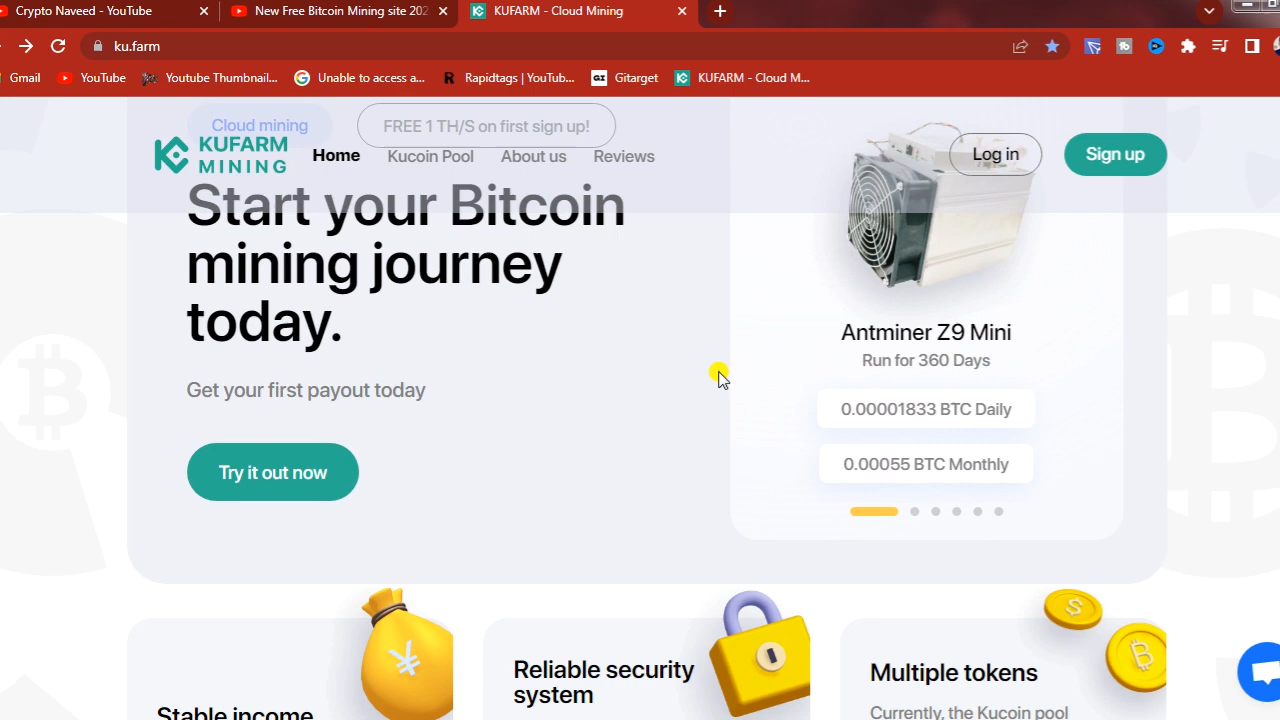 Crypto Naveed - YouTube
New Free Bitcoin Mining site 202
KUFARM - Cloud Mining
ku.farm
Gmail
YouTube
Youtube Thumbnail...
Unable to access a...
Rapidtags | YouTub...
Gitarget
KUFARM - Cloud M...
Cloud mining
FREE 1 TH/S on first sign up!
KUFARM
MINING
Home
Kucoin Pool
About us
Reviews
Log in
Sign up
Start your Bitcoin
mining journey
today.
Get your first payout today
Try it out now
Antminer Z9 Mini
Run for 360 Days
0.00001833 BTC Daily
0.00055 BTC Monthly
Stable income
Reliable security
system
Multiple tokens
Currently, the Kucoin pool